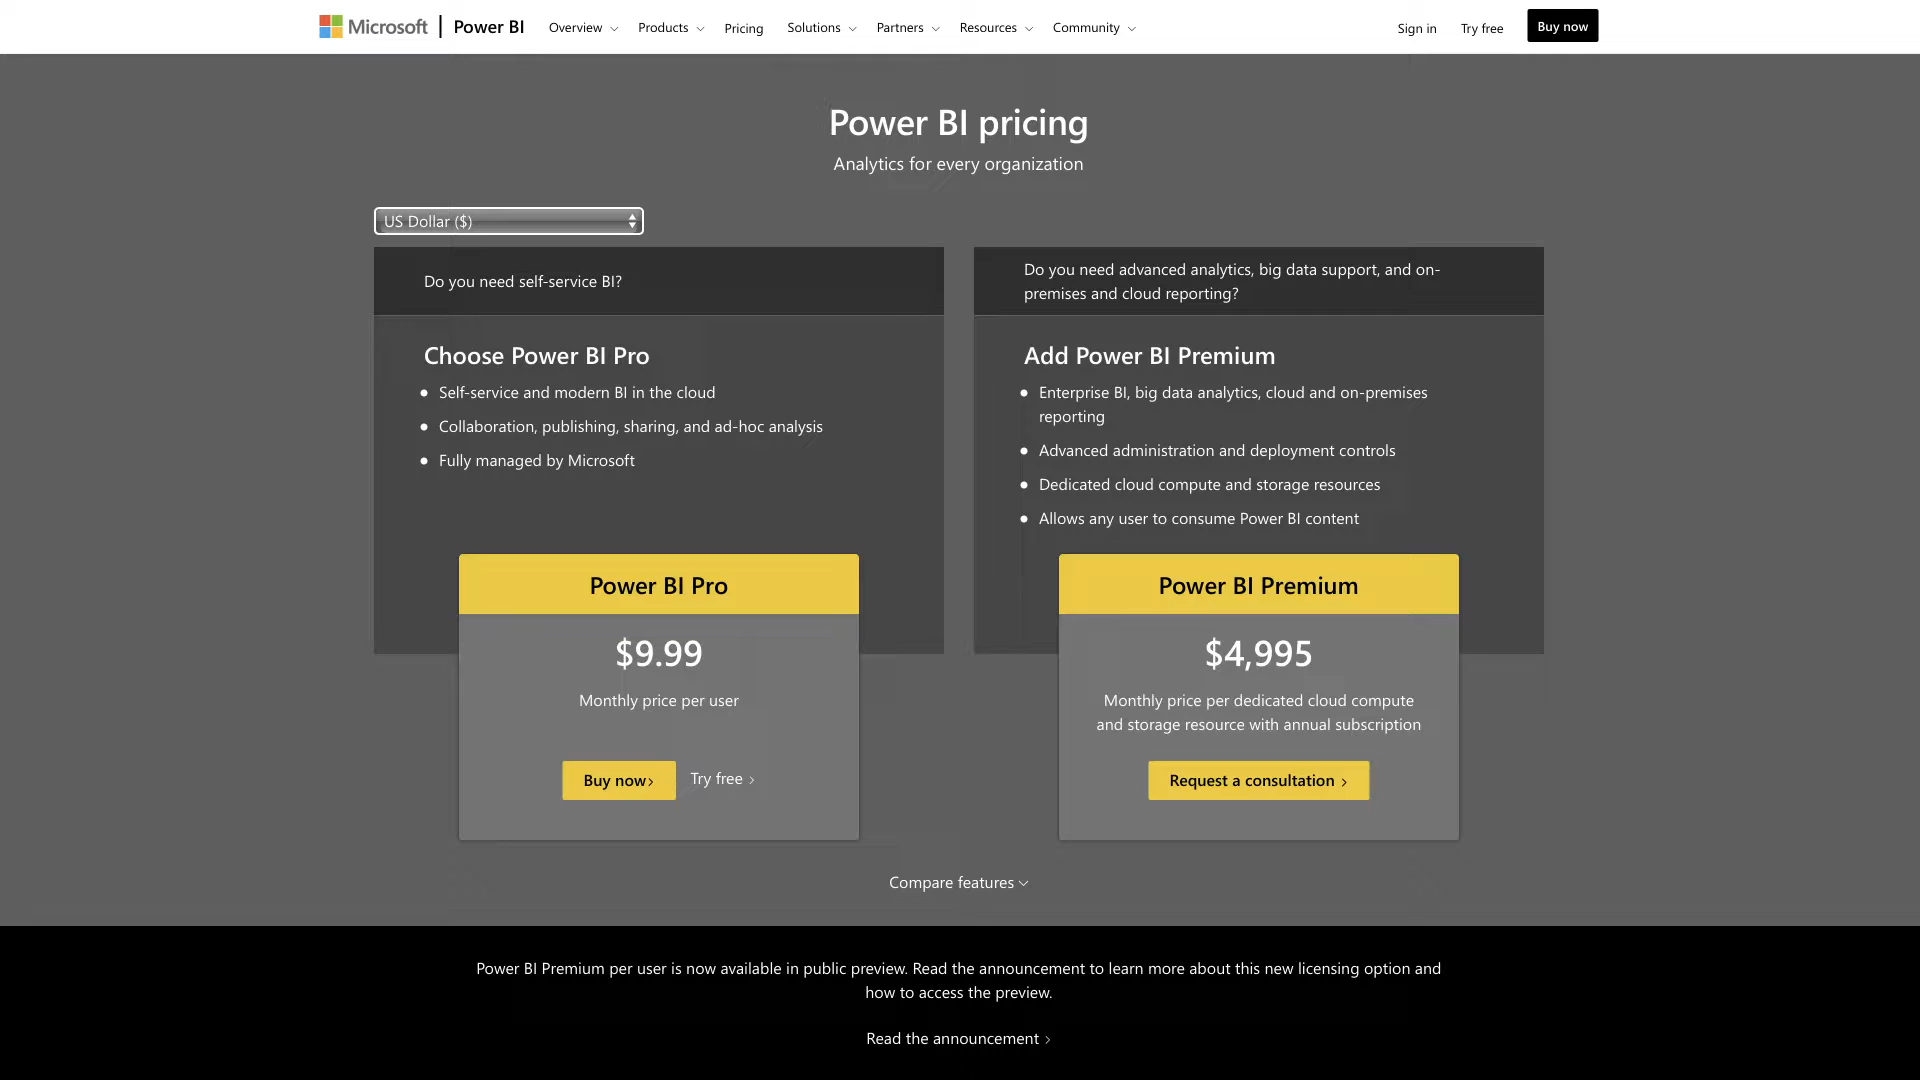 Microsoft | Power BI Overview Products Pricing Solutions Partners Resources Community Sign in Try free Buy now
Power BI pricing
Analytics for every organization
US Dollar ($)
Do you need self-service BI?
Choose Power BI Pro
Self-service and modern BI in the cloud
Collaboration, publishing, sharing, and ad-hoc analysis
Fully managed by Microsoft
Power BI Pro
$9.99
Monthly price per user
Buy now Try free
Do you need advanced analytics, big data support, and on-
premises and cloud reporting?
Add Power BI Premium
Enterprise BI, big data analytics, cloud and on-premises
reporting
Advanced administration and deployment controls
Dedicated cloud compute and storage resources
Allows any user to consume Power BI content
Power BI Premium
$4,995
Monthly price per dedicated cloud compute
and storage resource with annual subscription
Request a consultation
Compare features
Power BI Premium per user is now available in public preview. Read the announcement to learn more about this new licensing option and
how to access the preview.
Read the announcement